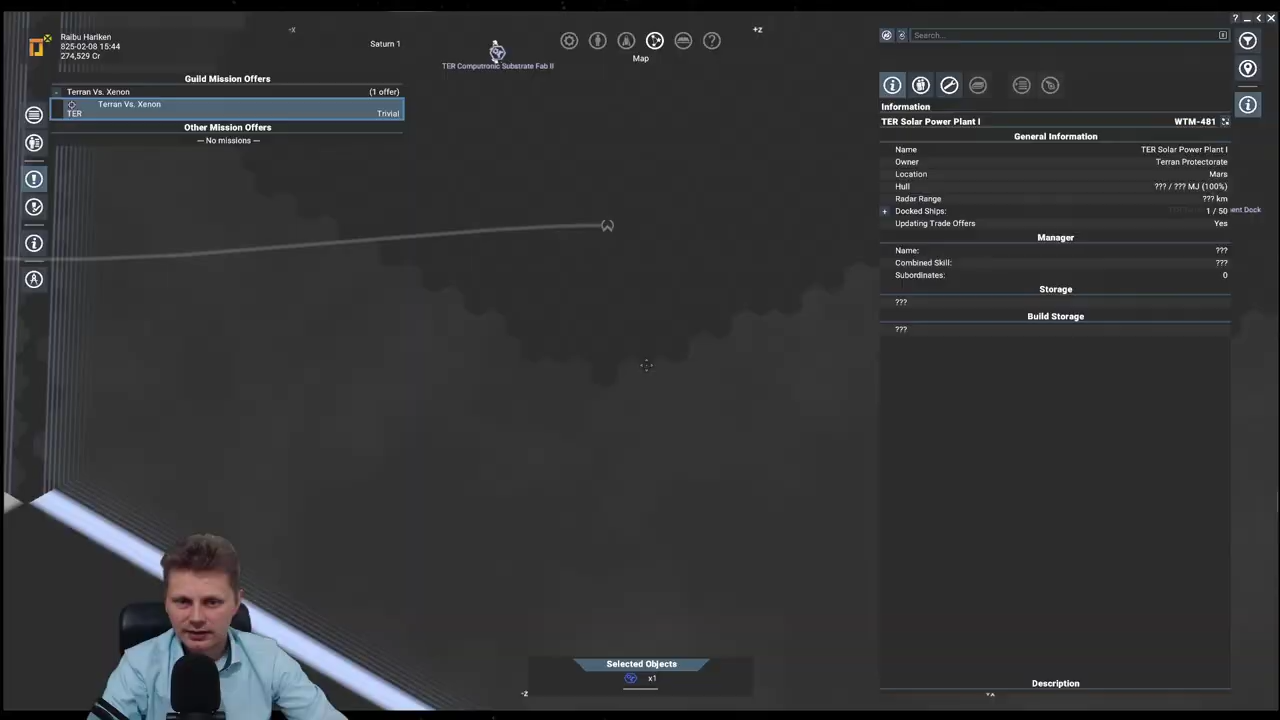 Raibu Hariken
825-02-08 15:44
274,529 Cr
-X
Saturn 1
+Z
TER Computronic Substrate Fab II
Map
Guild Mission Offers
Terran Vs. Xenon (1 offer)
Terran Vs. Xenon
TER Trivial
Other Mission Offers
— No missions —
? _ < ×
Search...
Information
TER Solar Power Plant I WTM-481
General Information
Name TER Solar Power Plant I
Owner Terran Protectorate
Location Mars
Hull ??? / ??? MJ (100%)
Radar Range ??? km
+ Docked Ships: 1 / 50
ent Dock
Updating Trade Offers Yes
Manager
Name: ???
Combined Skill: ???
Subordinates: 0
Storage
???
Build Storage
???
Description
Selected Objects
x1
-Z